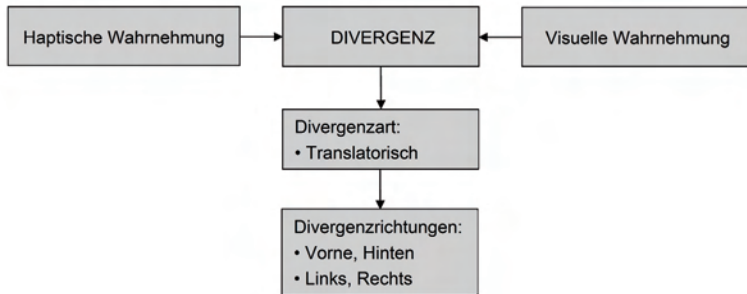 Haptische Wahrnehmung
DIVERGENZ
Visuelle Wahrnehmung
Divergenzart:
• Translatorisch
Divergenzrichtungen:
• Vorne, Hinten
• Links, Rechts